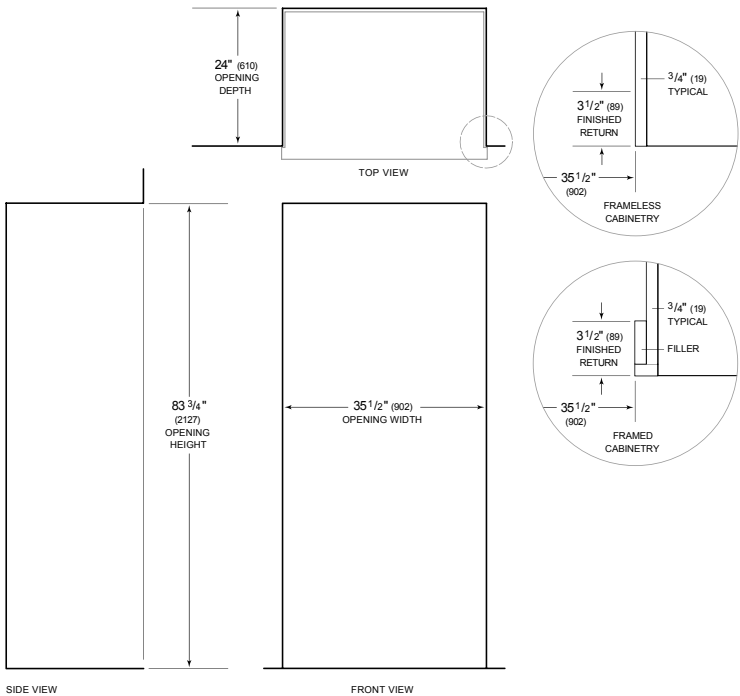 24" (610)
OPENING
DEPTH
TOP VIEW
3/4" (19)
TYPICAL
3 1/2" (89)
FINISHED
RETURN
35 1/2"
(902)
FRAMELESS
CABINETRY
3/4" (19)
TYPICAL
3 1/2" (89)
FINISHED
RETURN
FILLER
35 1/2"
(902)
FRAMED
CABINETRY
83 3/4"
(2127)
OPENING
HEIGHT
35 1/2" (902)
OPENING WIDTH
SIDE VIEW
FRONT VIEW